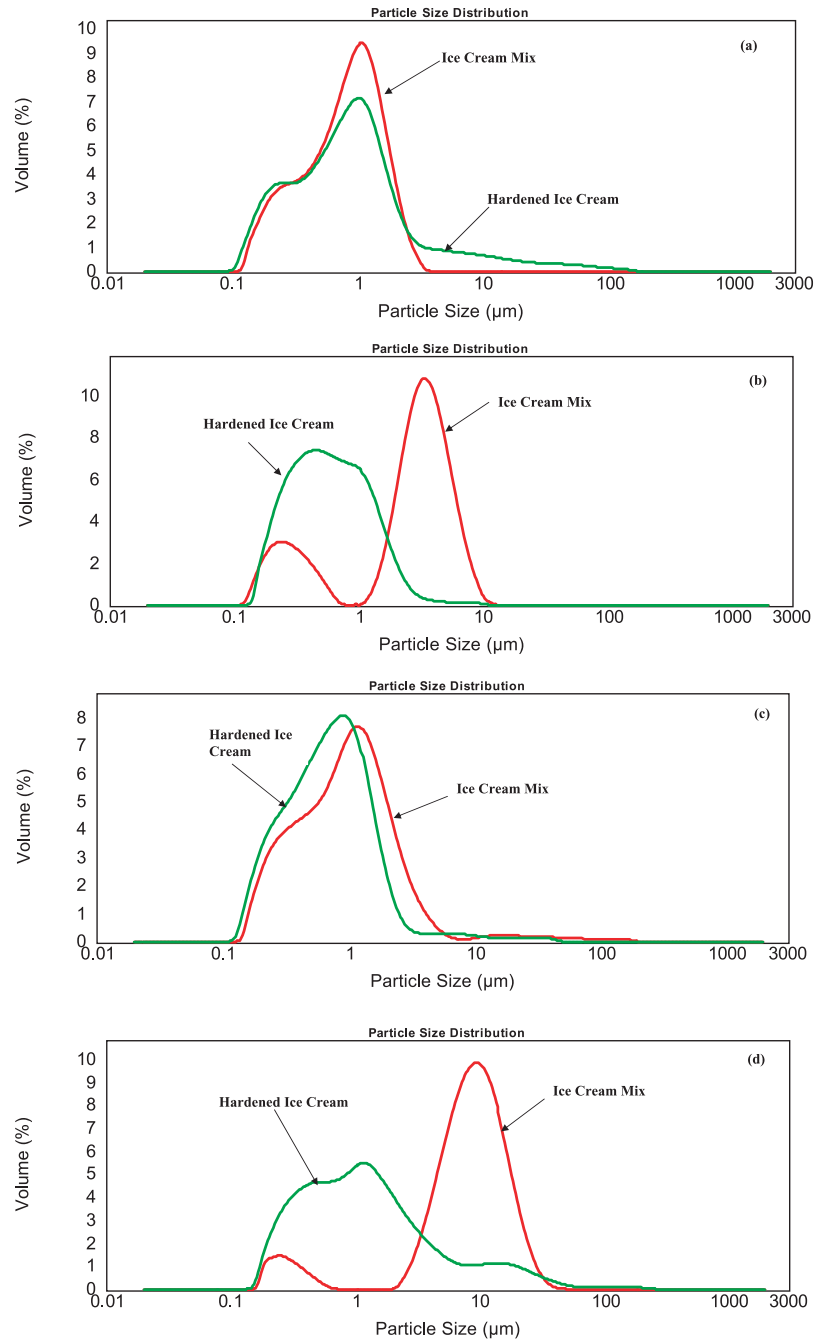 Particle Size Distribution
10
(a)
9
Ice Cream Mix
8
7
6
Volume (%)
5
4
3
Hardened Ice Cream
2
1
0
0.01 0.1 1 10 100 1000 3000
Particle Size (µm)
Particle Size Distribution
(b)
10
Ice Cream Mix
Hardened Ice Cream
8
6
Volume (%)
4
2
0
0.01 0.1 1 10 100 1000 3000
Particle Size (µm)
Particle Size Distribution
8
(c)
Hardened Ice
Cream
7
6
Ice Cream Mix
5
Volume (%)
4
3
2
1
0
0.01 0.1 1 10 100 1000 3000
Particle Size (µm)
Particle Size Distribution
10
(d)
9
Ice Cream Mix
Hardened Ice Cream
8
7
6
Volume (%)
5
4
3
2
1
0
0.01 0.1 1 10 100 1000 3000
Particle Size (µm)